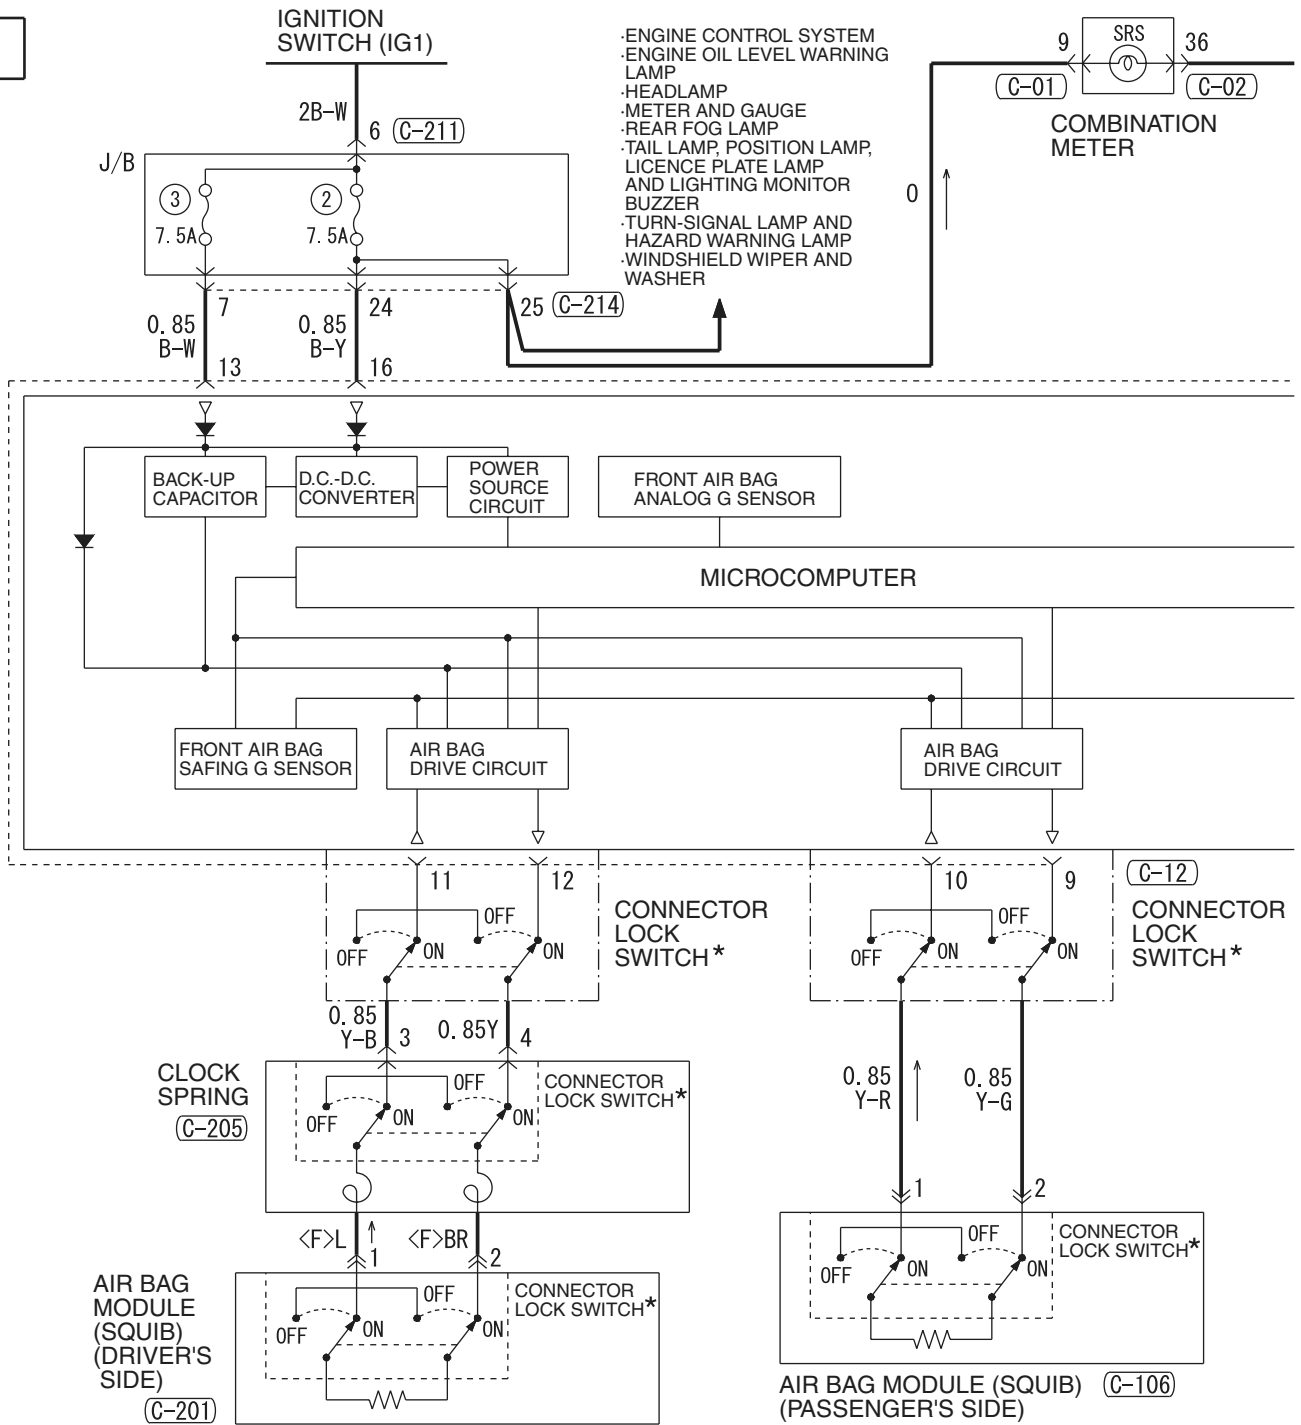 IGNITION
SWITCH (IG1)
2B-W
6 C-211
J/B
3
7.5A
2
7.5A
·ENGINE CONTROL SYSTEM
·ENGINE OIL LEVEL WARNING
LAMP
·HEADLAMP
·METER AND GAUGE
·REAR FOG LAMP
·TAIL LAMP, POSITION LAMP,
LICENCE PLATE LAMP
AND LIGHTING MONITOR
BUZZER
·TURN-SIGNAL LAMP AND
HAZARD WARNING LAMP
·WINDSHIELD WIPER AND
WASHER
9
SRS
36
C-01
C-02
COMBINATION
METER
O
7
24
25 C-214
0.85
B-W
0.85
B-Y
13
16
BACK-UP
CAPACITOR
D.C.-D.C.
CONVERTER
POWER
SOURCE
CIRCUIT
FRONT AIR BAG
ANALOG G SENSOR
MICROCOMPUTER
FRONT AIR BAG
SAFING G SENSOR
AIR BAG
DRIVE CIRCUIT
AIR BAG
DRIVE CIRCUIT
11
12
10
9
C-12
OFF
OFF
ON
ON
CONNECTOR
LOCK
SWITCH*
OFF
OFF
ON
ON
CONNECTOR
LOCK
SWITCH*
0.85
Y-B
3
0.85Y
4
CLOCK
SPRING
C-205
OFF
OFF
ON
ON
CONNECTOR
LOCK SWITCH*
0.85
Y-R
0.85
Y-G
<F>L
<F>BR
1
2
1
2
AIR BAG
MODULE
(SQUIB)
(DRIVER'S
SIDE)
C-201
OFF
OFF
ON
ON
CONNECTOR
LOCK SWITCH*
OFF
OFF
ON
ON
CONNECTOR
LOCK SWITCH*
AIR BAG MODULE (SQUIB) C-106
(PASSENGER'S SIDE)